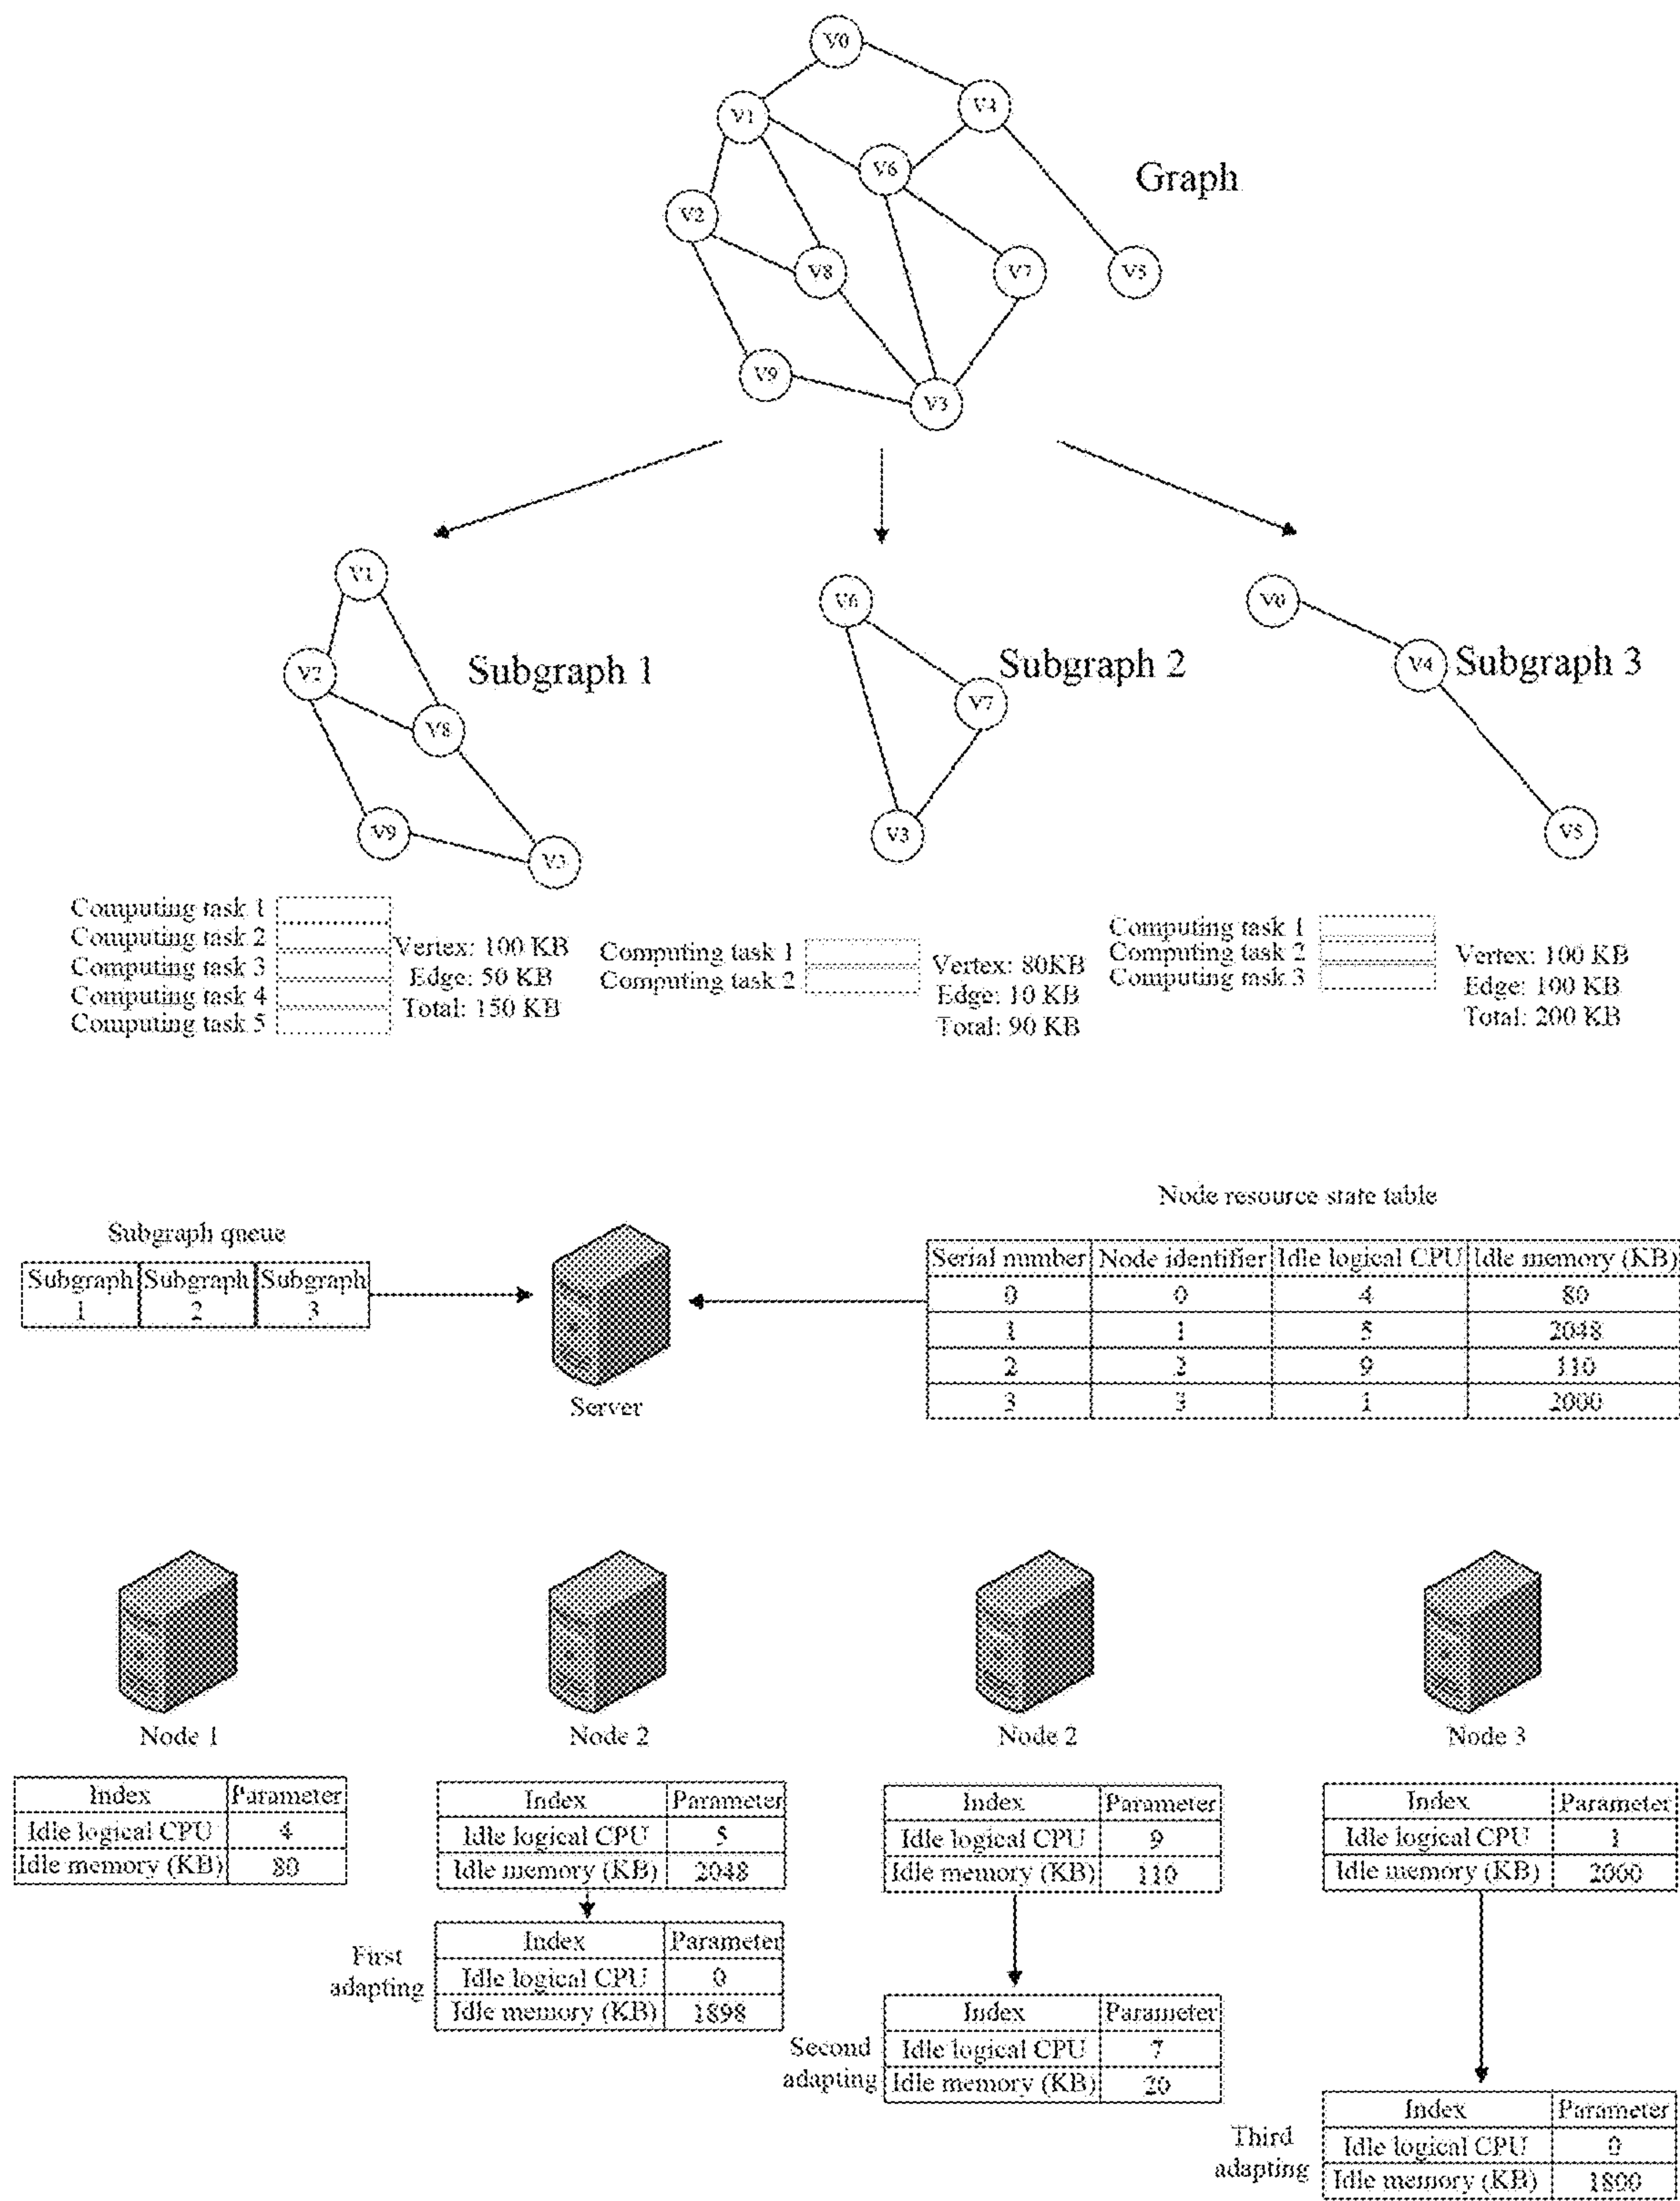 V0
V4
V1
V6
Graph
V2
V8
V7
V5
V9
V3
V1
V6
V0
V2
Subgraph 1
Subgraph 2
V4
Subgraph 3
V7
V8
V9
V3
V3
V5
Computing task 1
Computing task 2
Computing task 3
Computing task 4
Computing task 5
Vertex: 100 KB
Edge: 50 KB
Total: 150 KB
Computing task 1
Computing task 2
Vertex: 80KB
Edge: 10 KB
Total: 90 KB
Computing task 1
Computing task 2
Computing task 3
Vertex: 100 KB
Edge: 100 KB
Total: 200 KB
Subgraph queue
Subgraph 1 Subgraph 2 Subgraph 3
Server
Node resource state table
Serial number Node identifier Idle logical CPU Idle memory (KB)
0 0 4 80
1 1 5 2048
2 2 9 110
3 3 1 2000
Node 1
Node 2
Node 2
Node 3
Index Parameter
Idle logical CPU 4
Idle memory (KB) 80
Index Parameter
Idle logical CPU 5
Idle memory (KB) 2048
Index Parameter
Idle logical CPU 9
Idle memory (KB) 110
Index Parameter
Idle logical CPU 1
Idle memory (KB) 2000
First
adapting
Index Parameter
Idle logical CPU 0
Idle memory (KB) 1898
Second
adapting
Index Parameter
Idle logical CPU 7
Idle memory (KB) 20
Third
adapting
Index Parameter
Idle logical CPU 0
Idle memory (KB) 1800